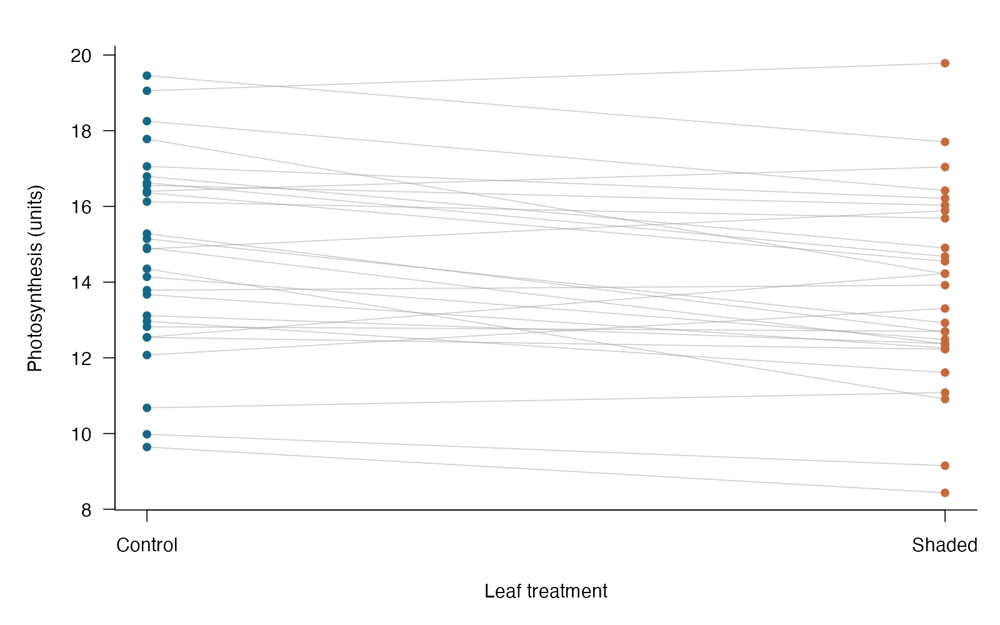 20
18
16
14
12
10
8
Photosynthesis (units)
Control
Shaded
Leaf treatment